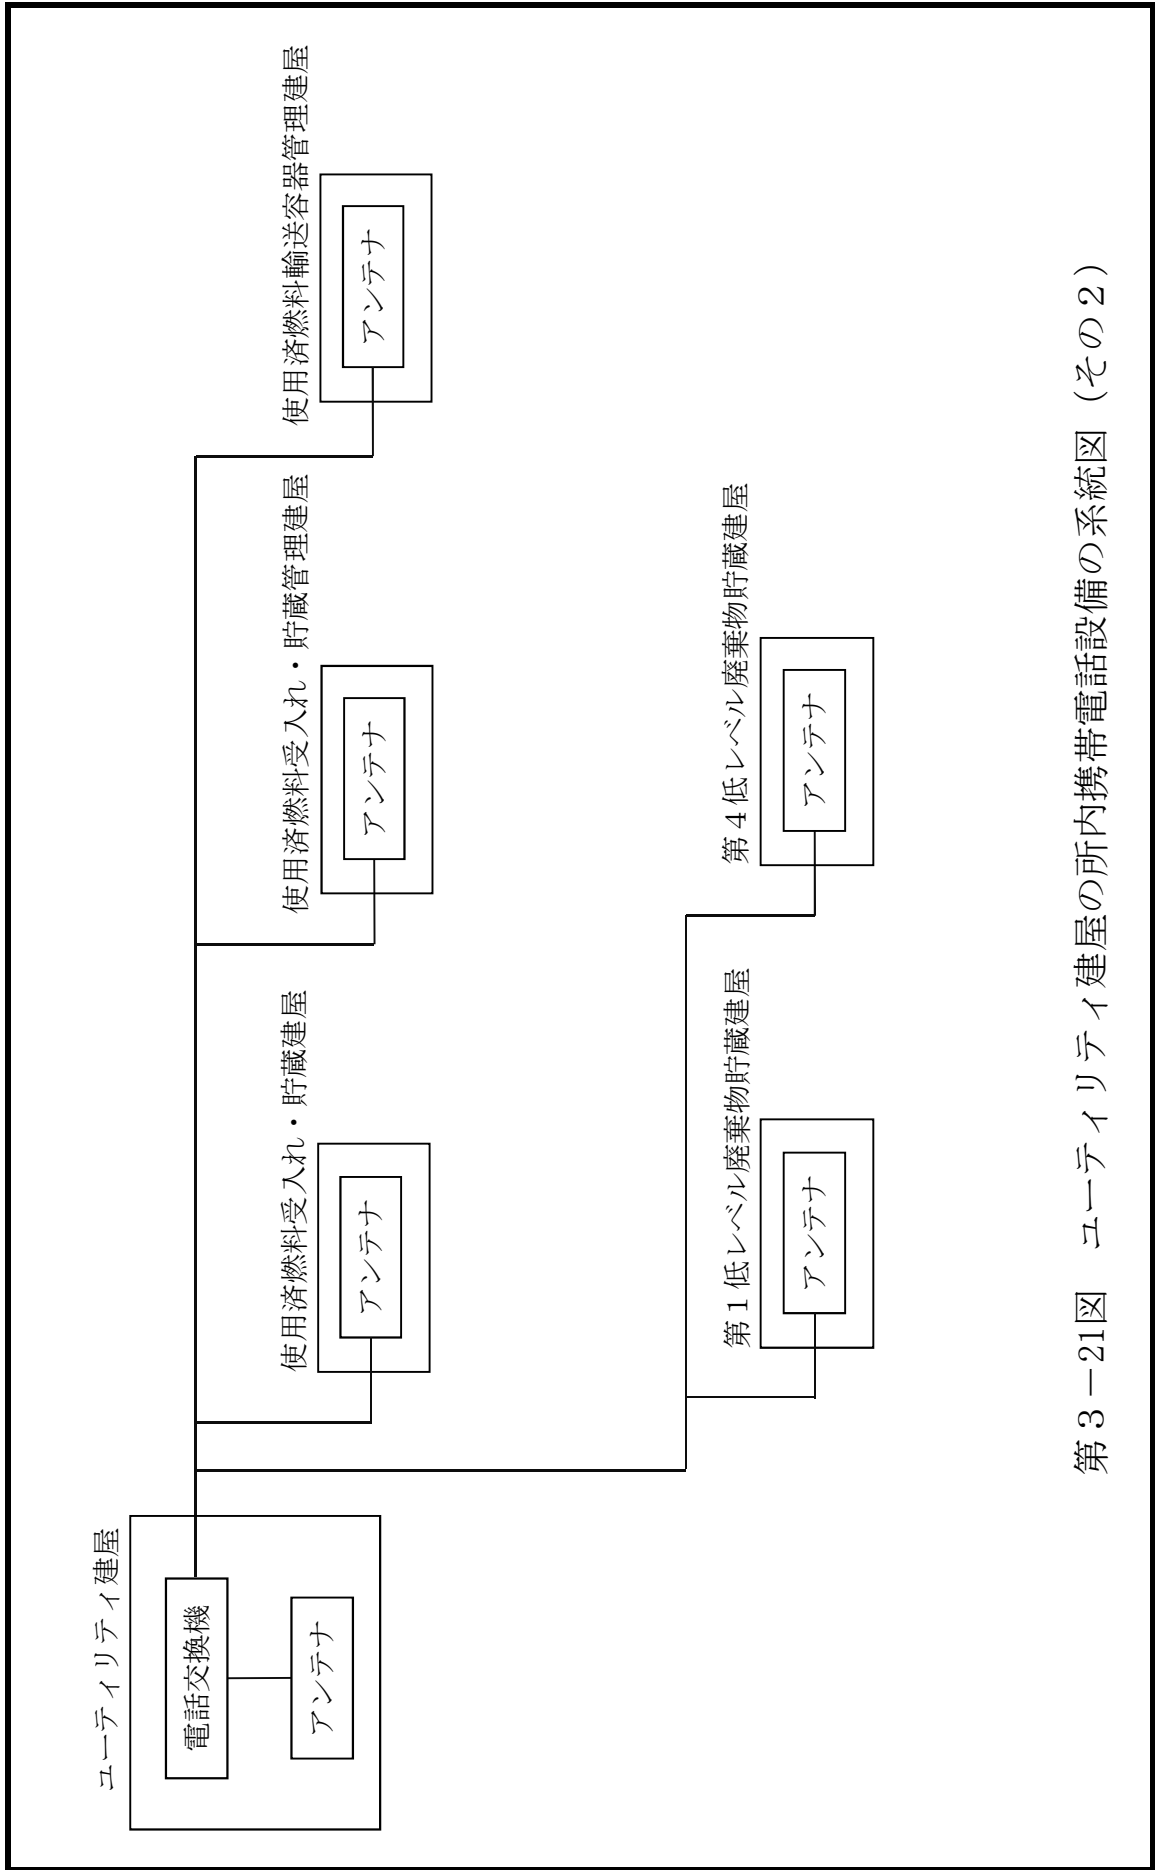 ユーティリティ建屋
電話交換機
アンテナ
使用済燃料受入れ・貯蔵建屋
アンテナ
使用済燃料受入れ・貯蔵管理建屋
アンテナ
使用済燃料輸送容器管理建屋
アンテナ
第１低レベル廃棄物貯蔵建屋
アンテナ
第４低レベル廃棄物貯蔵建屋
アンテナ
第３－21図　ユーティリティ建屋の所内携帯電話設備の系統図（その２）